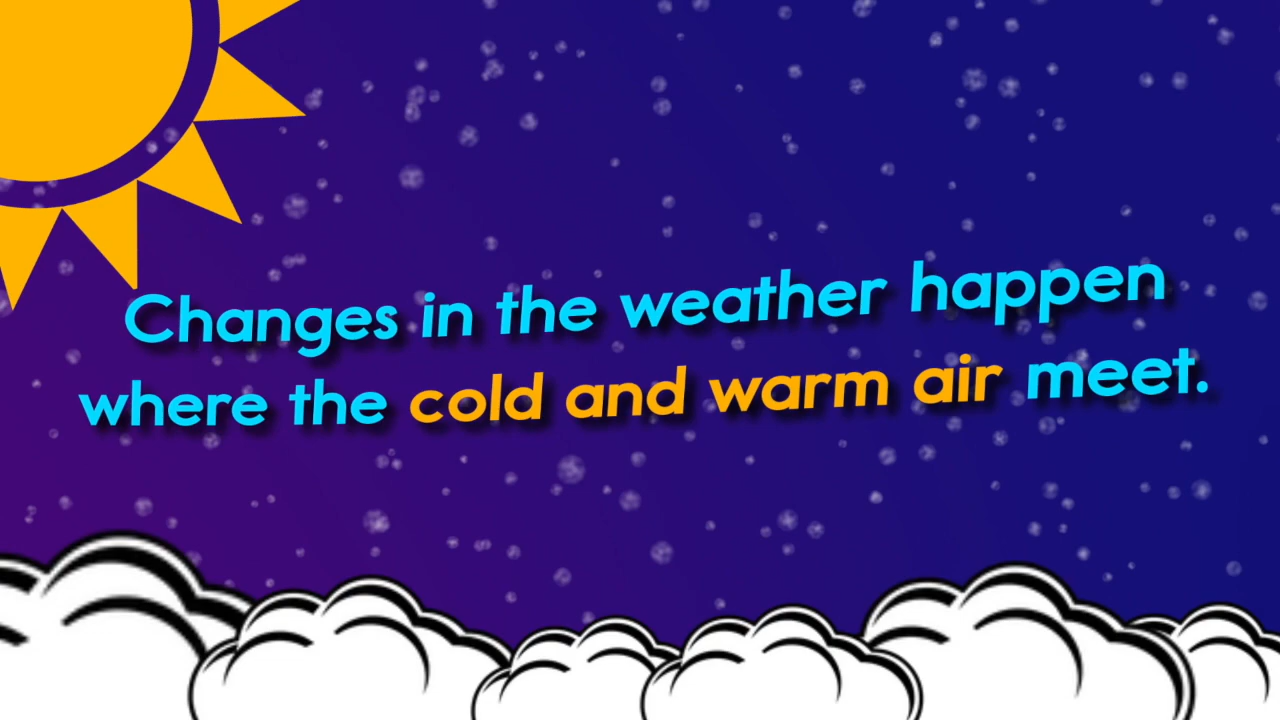 Changes in the weather happen
where the cold and warm air meet.